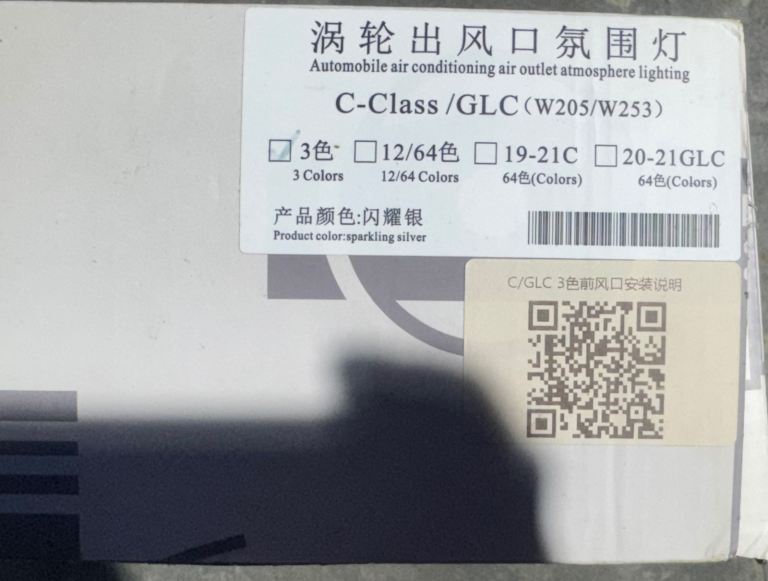 涡轮出风口氛围灯
Automobile air conditioning air outlet atmosphere lighting
C-Class /GLC（W205/W253）
3色 12/64色 19-21C 20-21GLC
3 Colors 12/64 Colors 64色(Colors) 64色(Colors)
产品颜色:闪耀银
Product color:sparkling silver
C/GLC 3色前风口安装说明